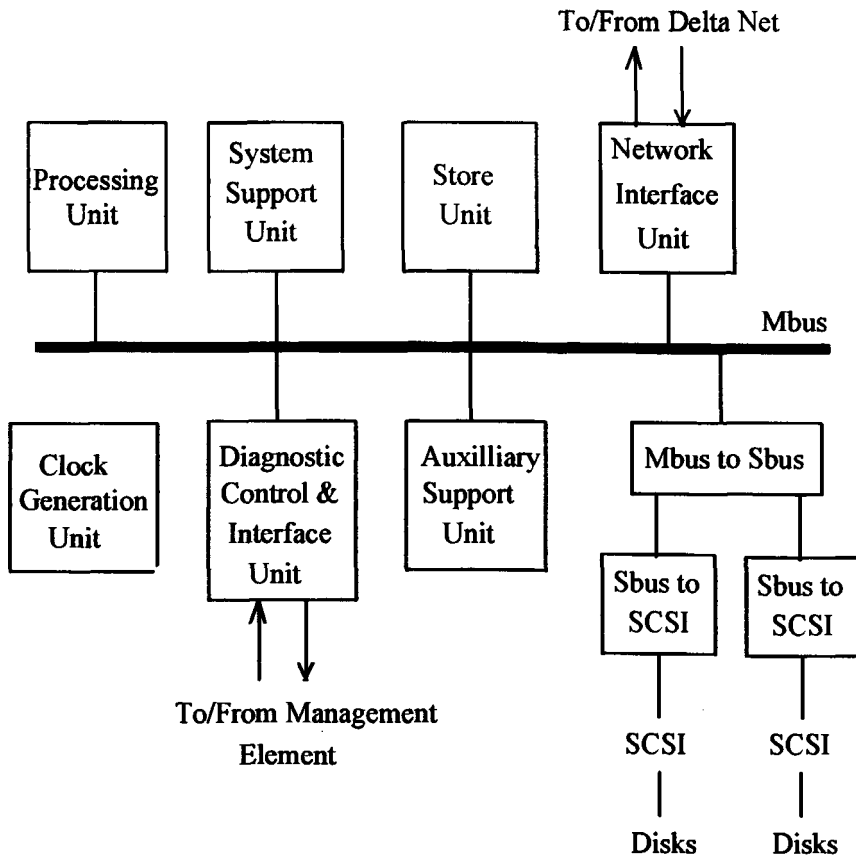 To/From Delta Net
Processing
Unit
System
Support
Unit
Store
Unit
Network
Interface
Unit
Mbus
Clock
Generation
Unit
Diagnostic
Control &
Interface
Unit
Auxilliary
Support
Unit
Mbus to Sbus
Sbus to
SCSI
Sbus to
SCSI
To/From Management
Element
SCSI
SCSI
Disks
Disks